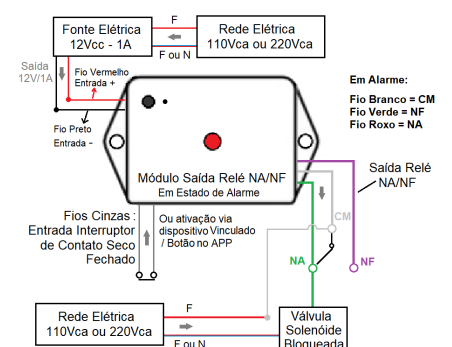 F
Fonte Elétrica
12Vcc - 1A
F ou N
Rede Elétrica
110Vca ou 220Vca
Saída
12V/1A
Fio Vermelho
Entrada +
Fio Preto
Entrada -
Em Alarme:
Fio Branco = CM
Fio Verde = NF
Fio Roxo = NA
Módulo Saída Relé NA/NF
Em Estado de Alarme
Saída Relé
NA/NF
Fios Cinzas :
Entrada Interruptor
de Contato Seco
Fechado
Ou ativação via
dispositivo Vinculado
/ Botão no APP
CM
NA
NF
Rede Elétrica
110Vca ou 220Vca
F
F ou N
Válvula
Solenóide
Bloqueada